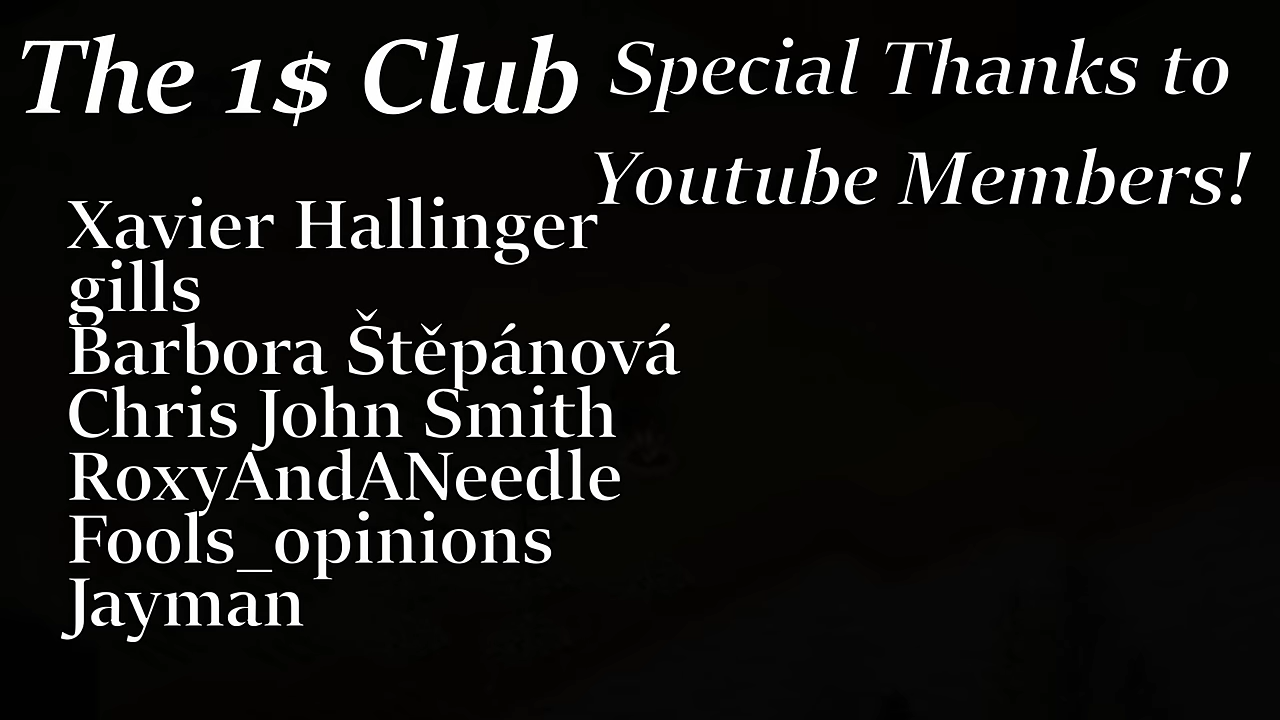 The 1$ Club
Special Thanks to
Youtube Members!
Xavier Hallinger
gills
Barbora Štěpánová
Chris John Smith
RoxyAndANeedle
Fools_opinions
Jayman